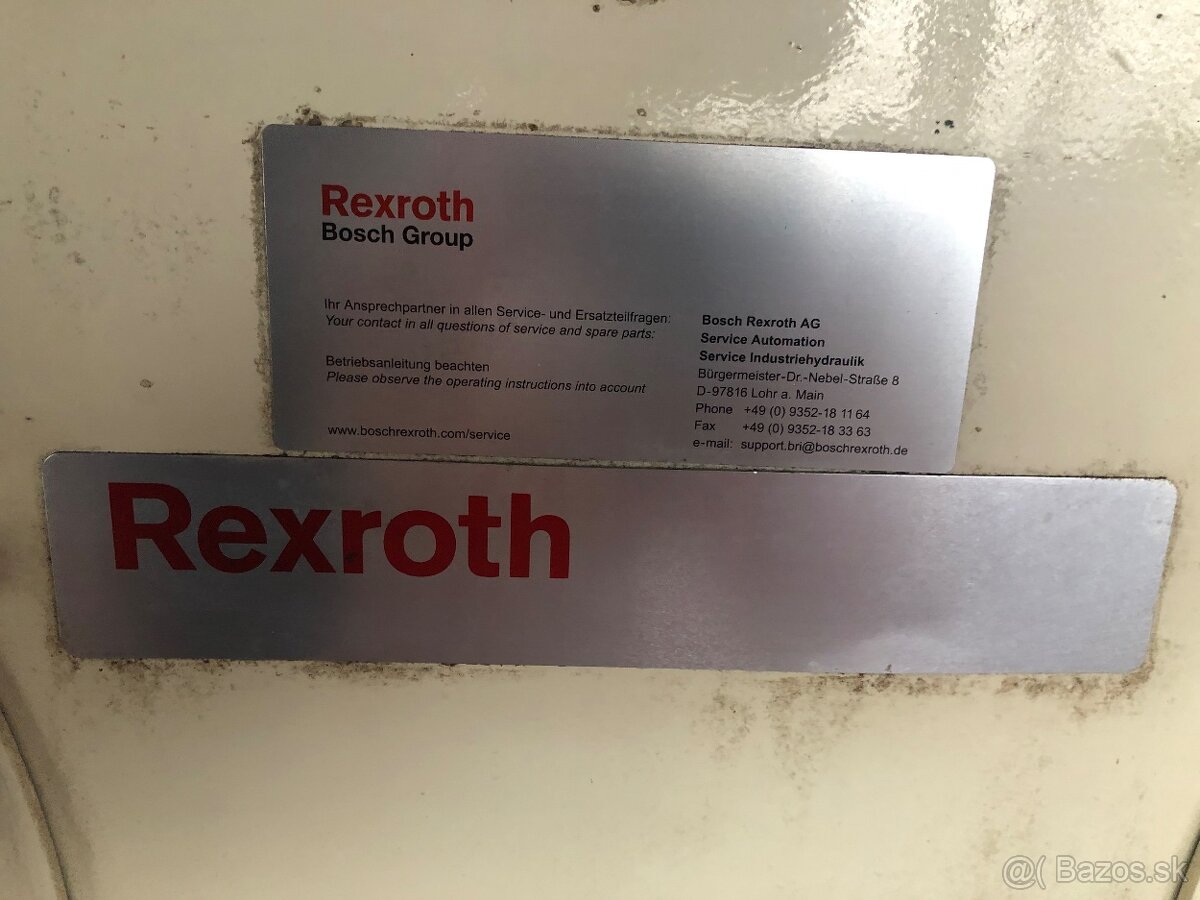 Rexroth
Bosch Group
Ihr Ansprechpartner in allen Service- und Ersatzteilfragen:
Your contact in all questions of service and spare parts:
Betriebsanleitung beachten
Please observe the operating instructions into account
www.boschrexroth.com/service
Bosch Rexroth AG
Service Automation
Service Industriehydraulik
Bürgermeister-Dr.-Nebel-Straße 8
D-97816 Lohr a. Main
Phone +49 (0) 9352-18 11 64
Fax +49 (0) 9352-18 33 63
e-mail: support.bri@boschrexroth.de
Rexroth
@( Bazos.sk